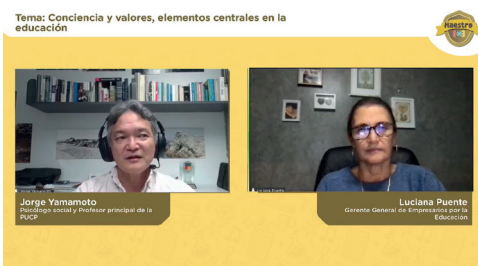 Tema: Conciencia y valores, elementos centrales en la
educación
Maestro
Jorge Yamamoto
Psicólogo social y Profesor principal de la
PUCP
Luciana Puente
Gerente General de Empresarios por la
Educación